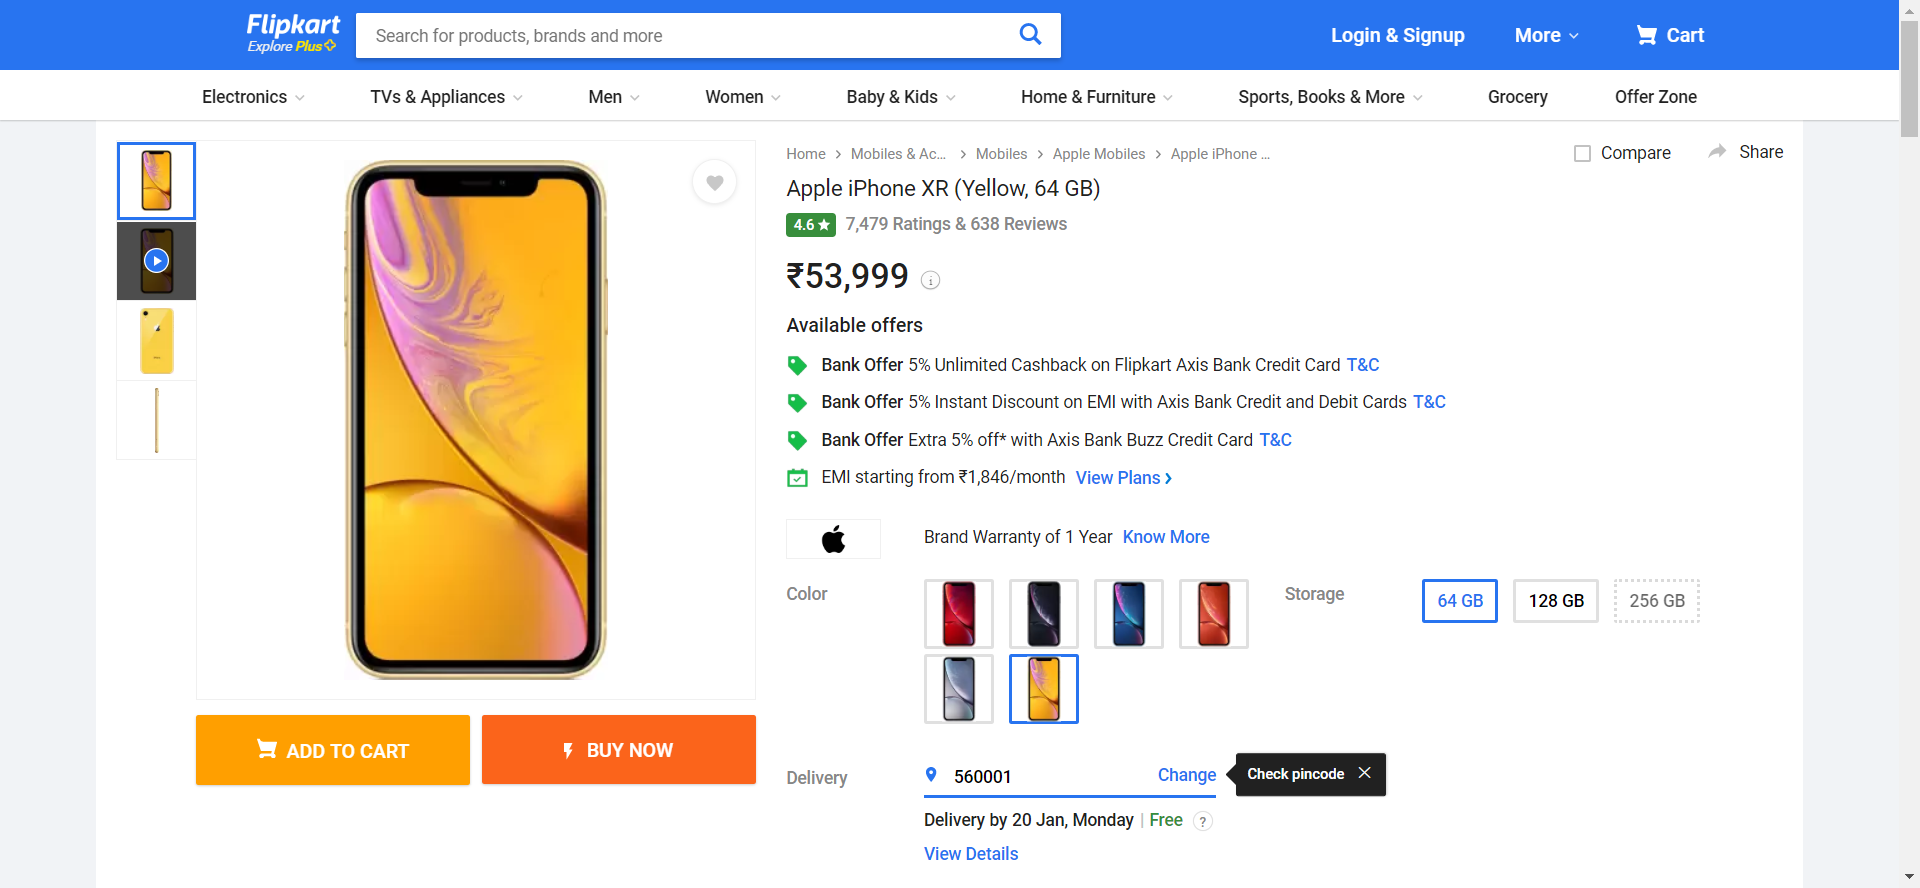 Flipkart
Explore Plus
Search for products, brands and more
Login & Signup
More
Cart
Electronics
TVs & Appliances
Men
Women
Baby & Kids
Home & Furniture
Sports, Books & More
Grocery
Offer Zone
Home
Mobiles & Ac...
Mobiles
Apple Mobiles
Apple iPhone ...
Compare
Share
Apple iPhone XR (Yellow, 64 GB)
4.6 ★
7,479 Ratings & 638 Reviews
₹53,999
Available offers
Bank Offer 5% Unlimited Cashback on Flipkart Axis Bank Credit Card T&C
Bank Offer 5% Instant Discount on EMI with Axis Bank Credit and Debit Cards T&C
Bank Offer Extra 5% off* with Axis Bank Buzz Credit Card T&C
EMI starting from ₹1,846/month View Plans
Brand Warranty of 1 Year Know More
Color
Storage
64 GB
128 GB
256 GB
ADD TO CART
BUY NOW
Delivery
560001
Change
Check pincode
Delivery by 20 Jan, Monday | Free ?
View Details